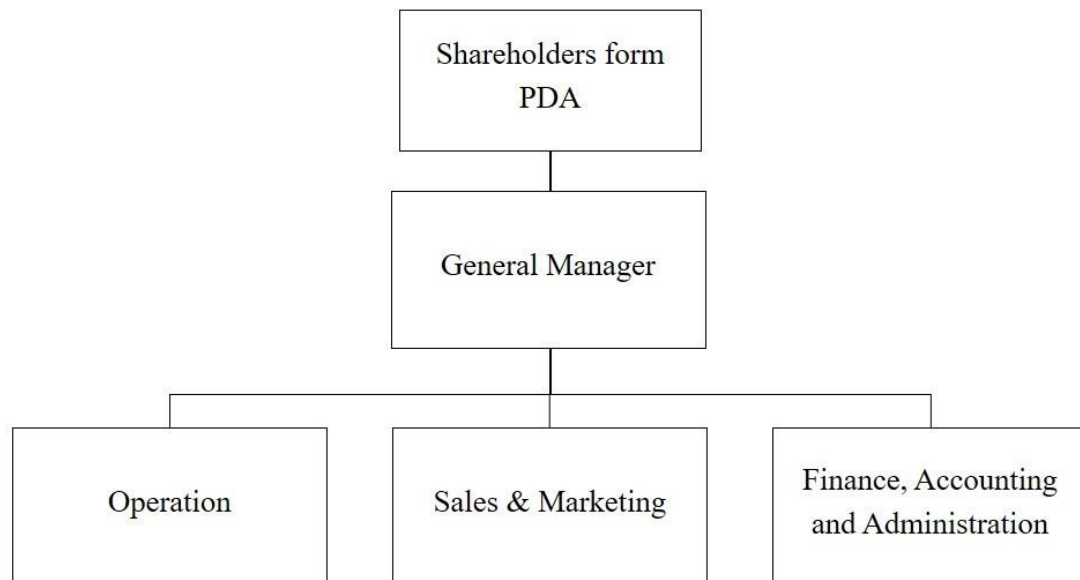 Shareholders form
PDA
General Manager
Operation
Sales & Marketing
Finance, Accounting
and Administration